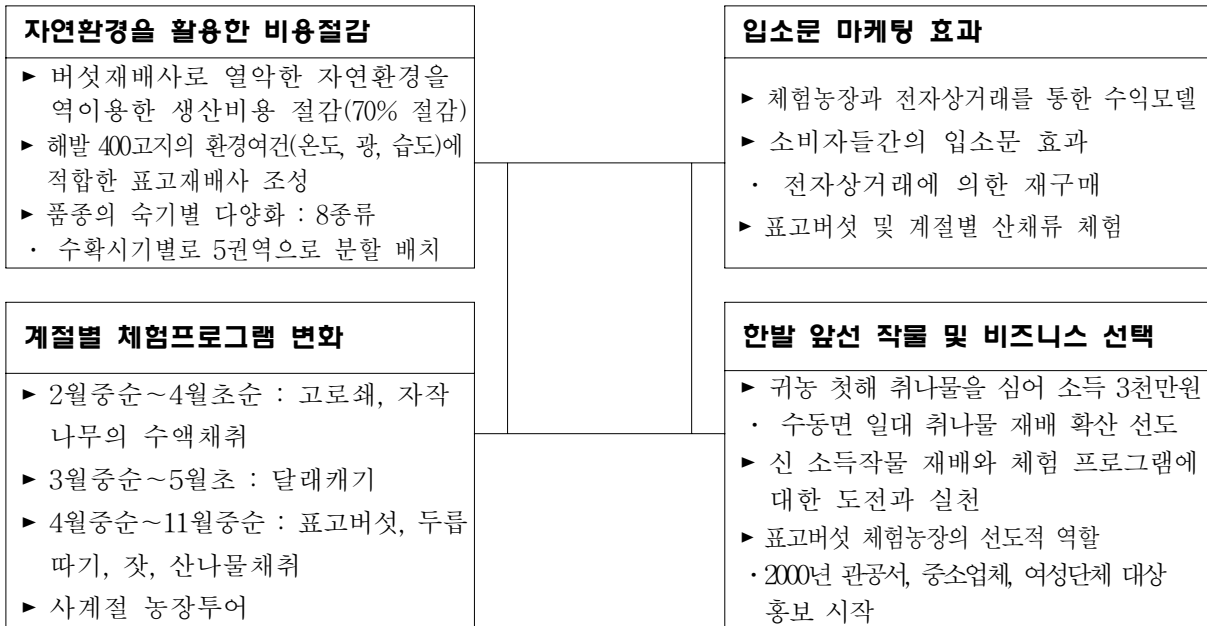 자연환경을 활용한 비용절감
► 버섯재배사로 열악한 자연환경을
역이용한 생산비용 절감(70% 절감)
► 해발 400고지의 환경여건(온도, 광, 습도)에
적합한 표고재배사 조성
► 품종의 숙기별 다양화 : 8종류
· 수확시기별로 5권역으로 분할 배치
입소문 마케팅 효과
► 체험농장과 전자상거래를 통한 수익모델
► 소비자들간의 입소문 효과
· 전자상거래에 의한 재구매
► 표고버섯 및 계절별 산채류 체험
계절별 체험프로그램 변화
► 2월중순~4월초순 : 고로쇄, 자작
나무의 수액채취
► 3월중순~5월초 : 달래캐기
► 4월중순~11월중순 : 표고버섯, 두릅
따기, 잣, 산나물채취
► 사계절 농장투어
한발 앞선 작물 및 비즈니스 선택
► 귀농 첫해 취나물을 심어 소득 3천만원
· 수동면 일대 취나물 재배 확산 선도
► 신 소득작물 재배와 체험 프로그램에
대한 도전과 실천
► 표고버섯 체험농장의 선도적 역할
· 2000년 관공서, 중소업체, 여성단체 대상
홍보 시작